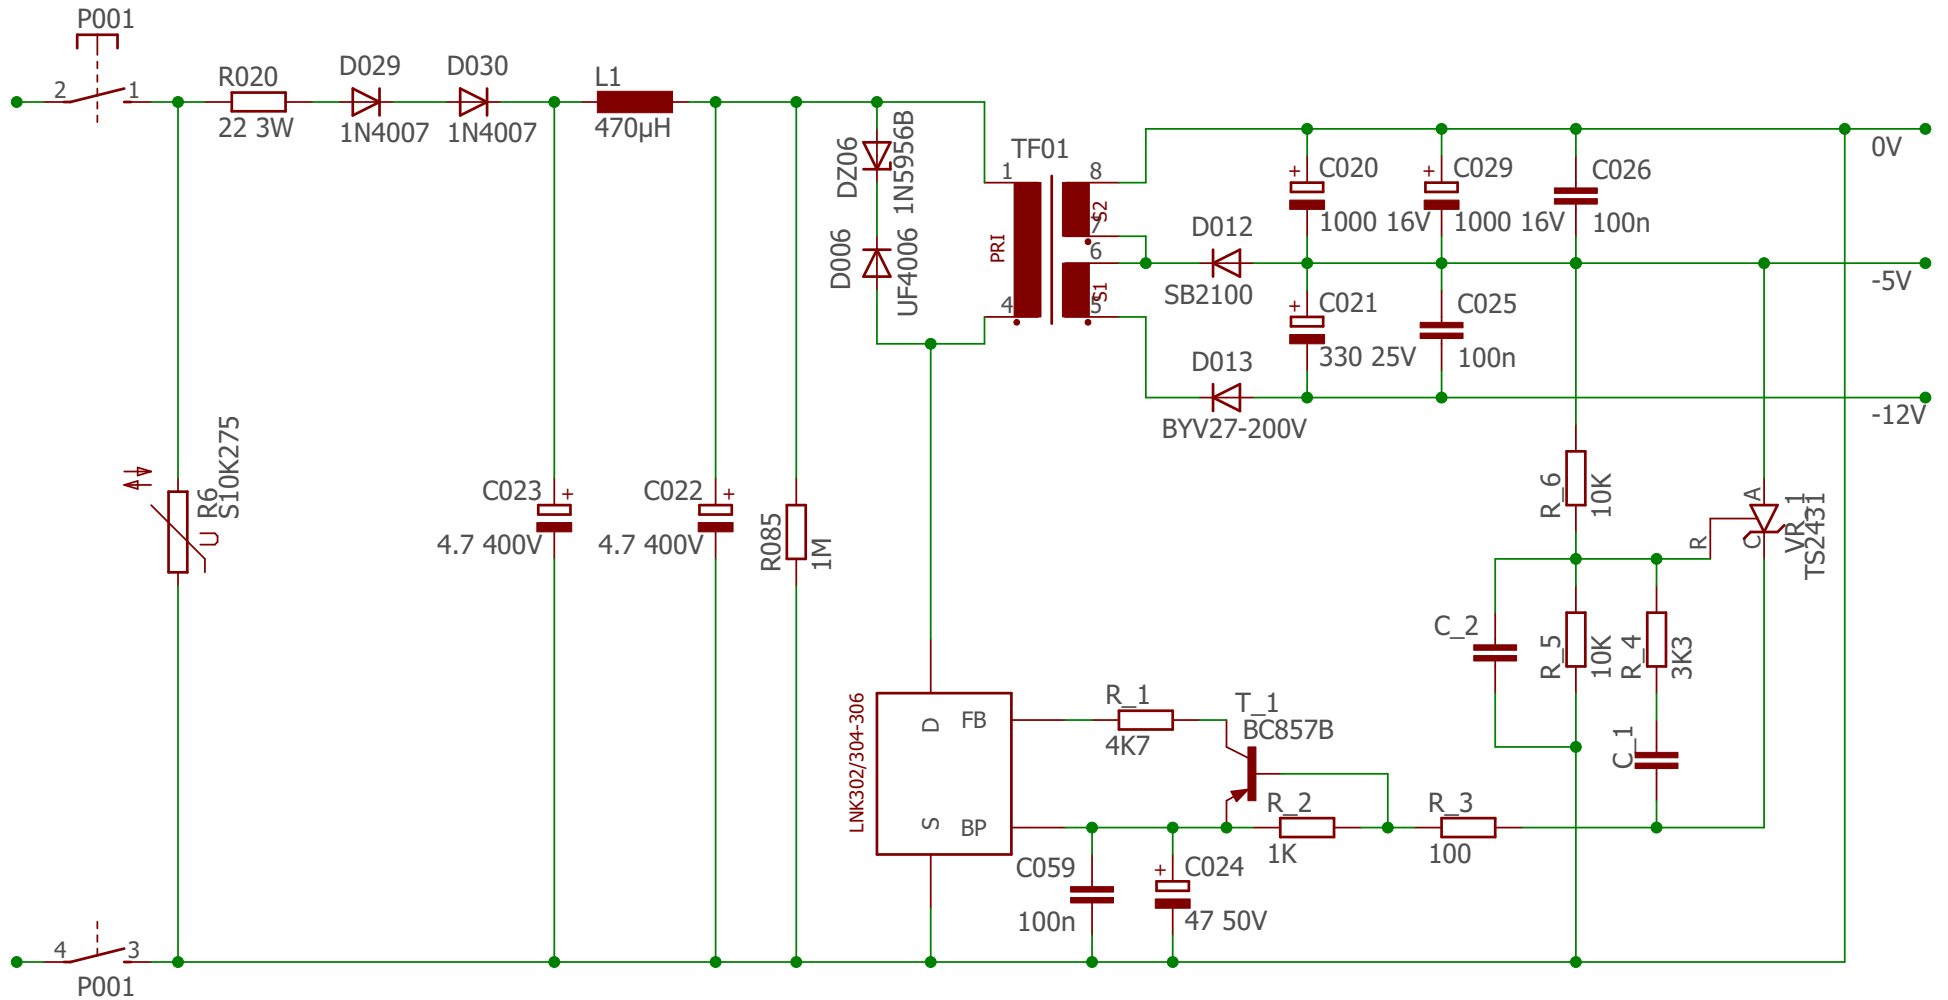 P001
2
1
R020
22 3W
D029
1N4007
D030
1N4007
L1
470µH
DZ06
1N5956B
D006
UF4006
TF01
1
4
PRI
8
S2
7
6
S1
5
D012
SB2100
D013
BYV27-200V
+
C020
1000 16V
+
C029
1000 16V
C026
100n
+
C021
330 25V
C025
100n
0V
-5V
-12V
R6
S10K275
U
C023
+
4.7 400V
C022
+
4.7 400V
R085
1M
R_6
10K
A
R
C
VR_1
TS2431
C_2
R_5
10K
R_4
3K3
C_1
LNK302/304-306
D
FB
S
BP
R_1
4K7
T_1
BC857B
R_2
1K
R_3
100
C059
100n
+
C024
47 50V
4
3
P001